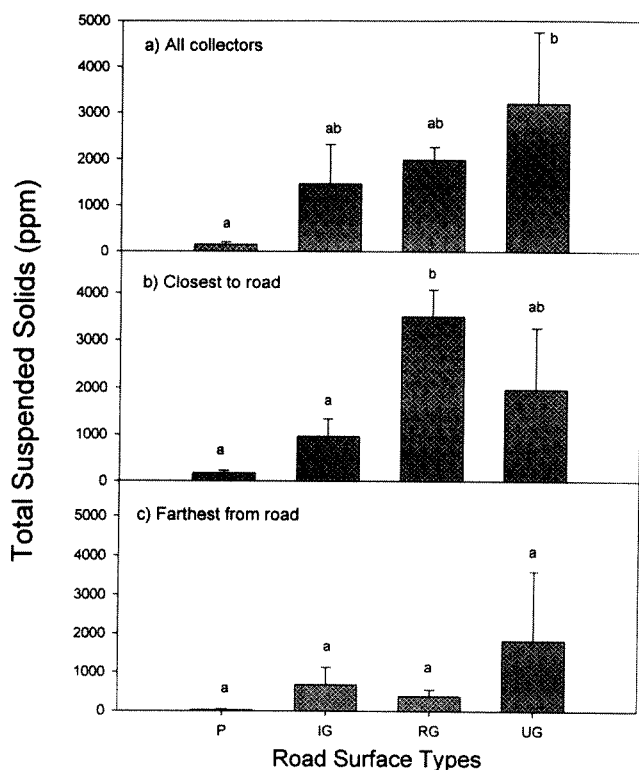 Total Suspended Solids (ppm)
5000
4000
3000
2000
1000
0
a) All collectors
a
ab
ab
b
4000
3000
2000
1000
0
b) Closest to road
a
a
b
ab
5000
4000
3000
2000
1000
0
c) Farthest from road
a
a
a
a
P IG RG UG
Road Surface Types